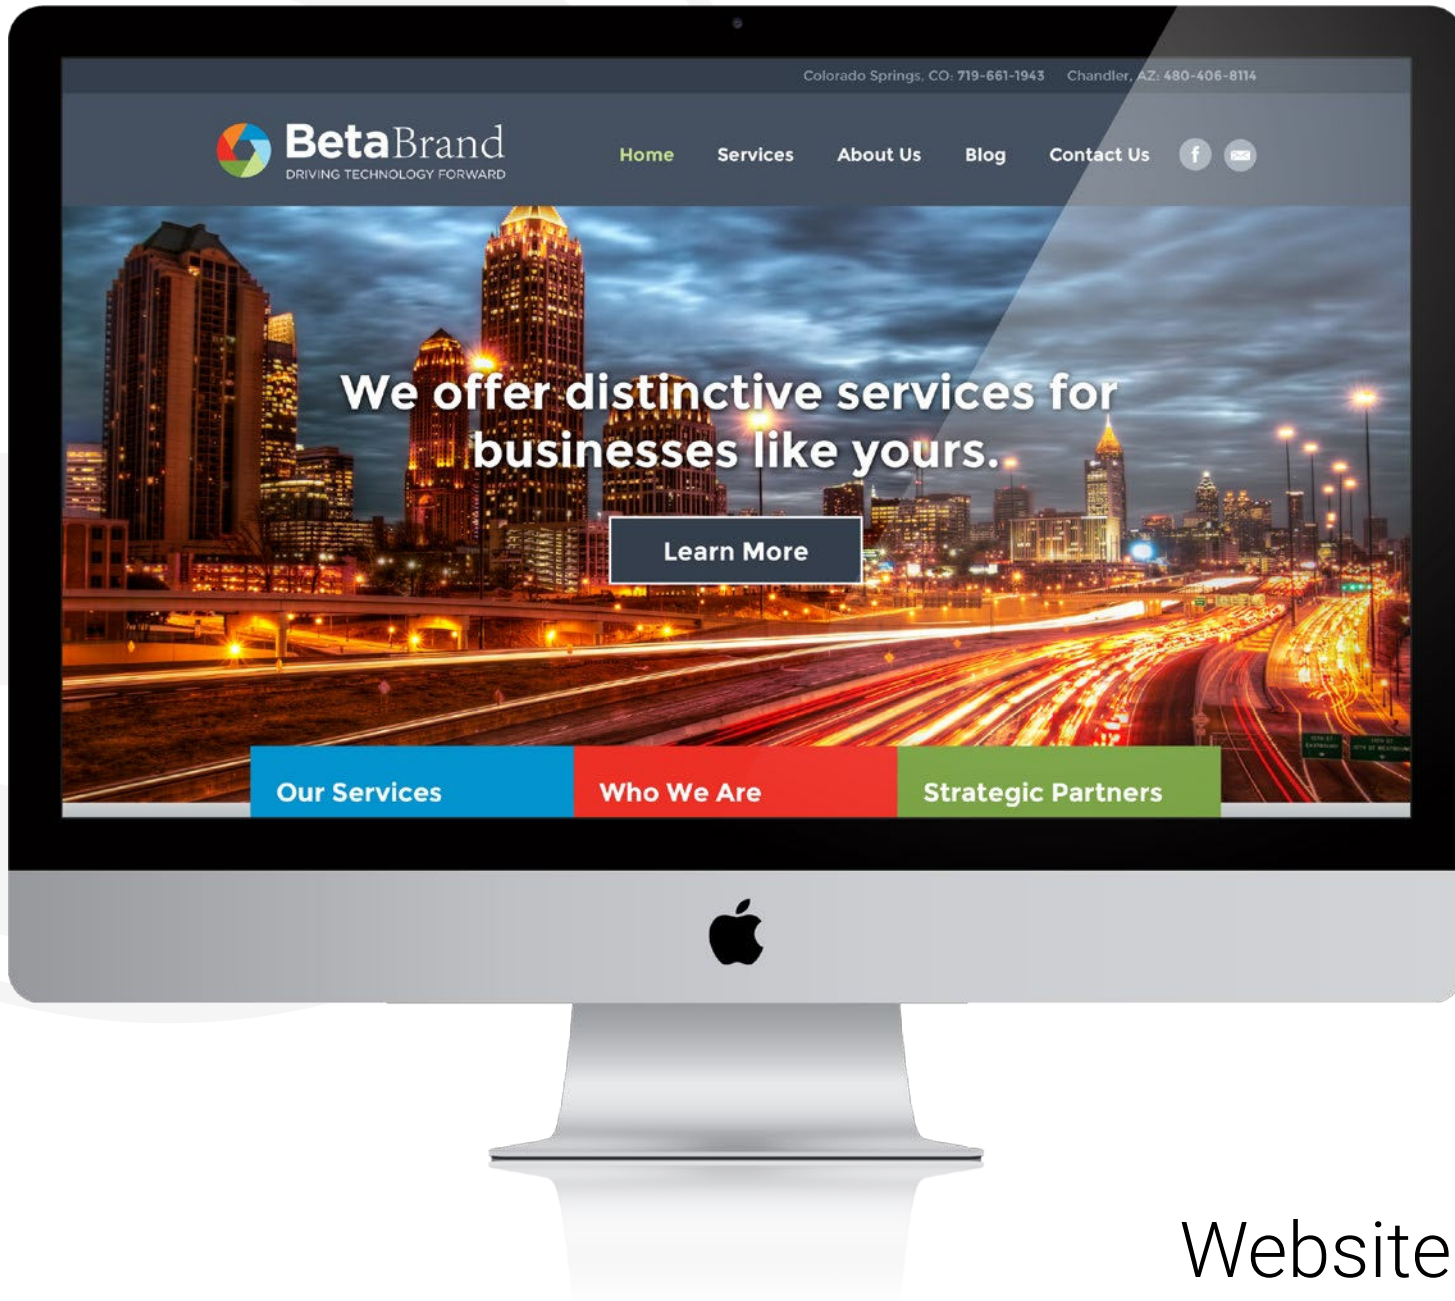 Colorado Springs, CO: 719-661-1943 Chandler, AZ: 480-406-8114
BetaBrand
DRIVING TECHNOLOGY FORWARD
Home Services About Us Blog Contact Us
We offer distinctive services for
businesses like yours.
Learn More
Our Services Who We Are Strategic Partners
Website